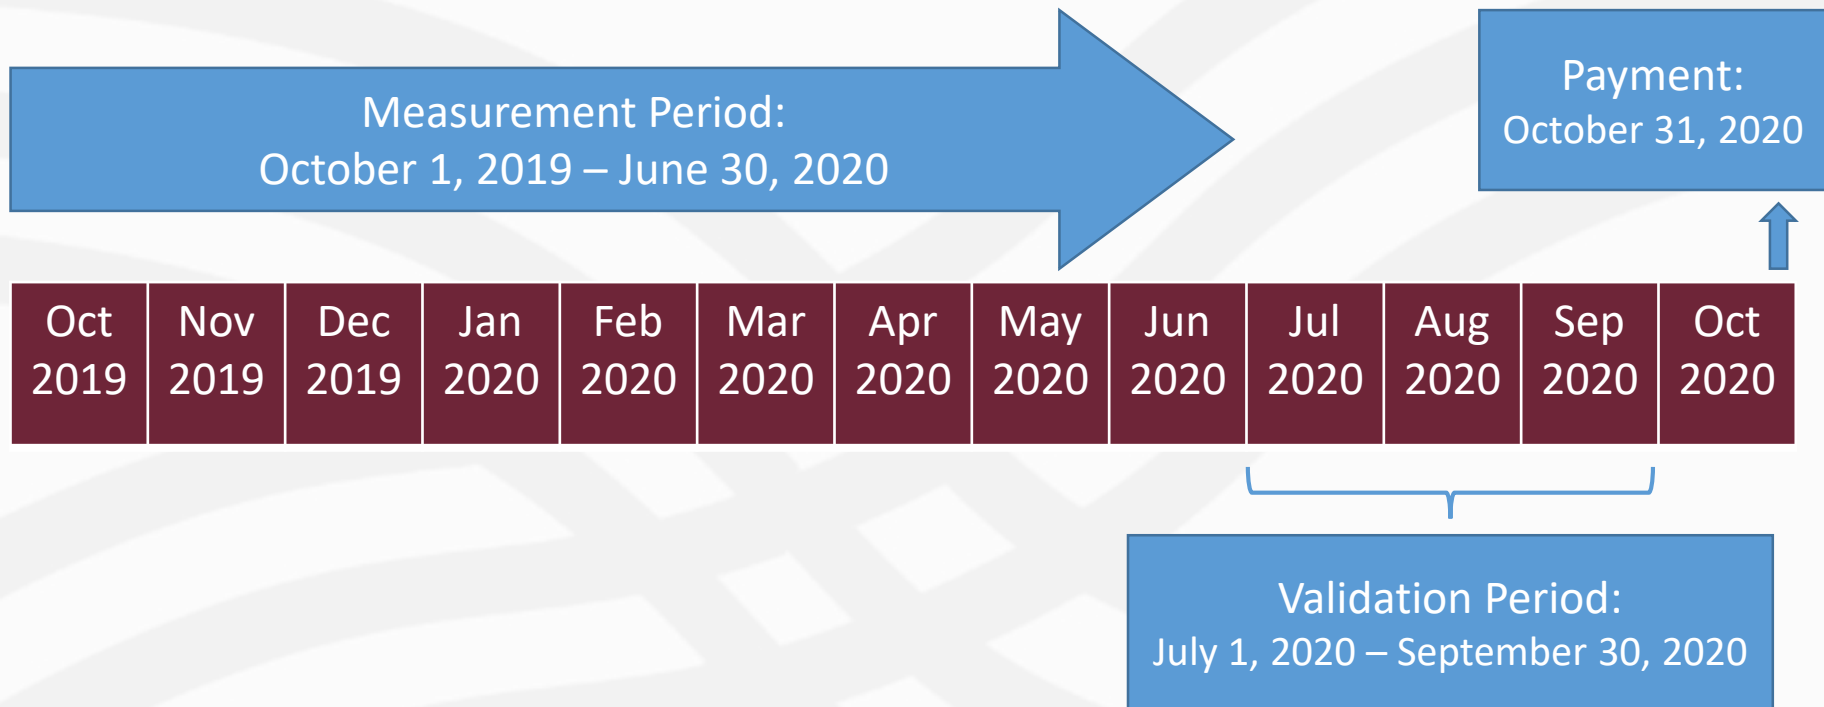 Measurement Period:
October 1, 2019 – June 30, 2020
Payment:
October 31, 2020
Oct 2019
Nov 2019
Dec 2019
Jan 2020
Feb 2020
Mar 2020
Apr 2020
May 2020
Jun 2020
Jul 2020
Aug 2020
Sep 2020
Oct 2020
Validation Period:
July 1, 2020 – September 30, 2020